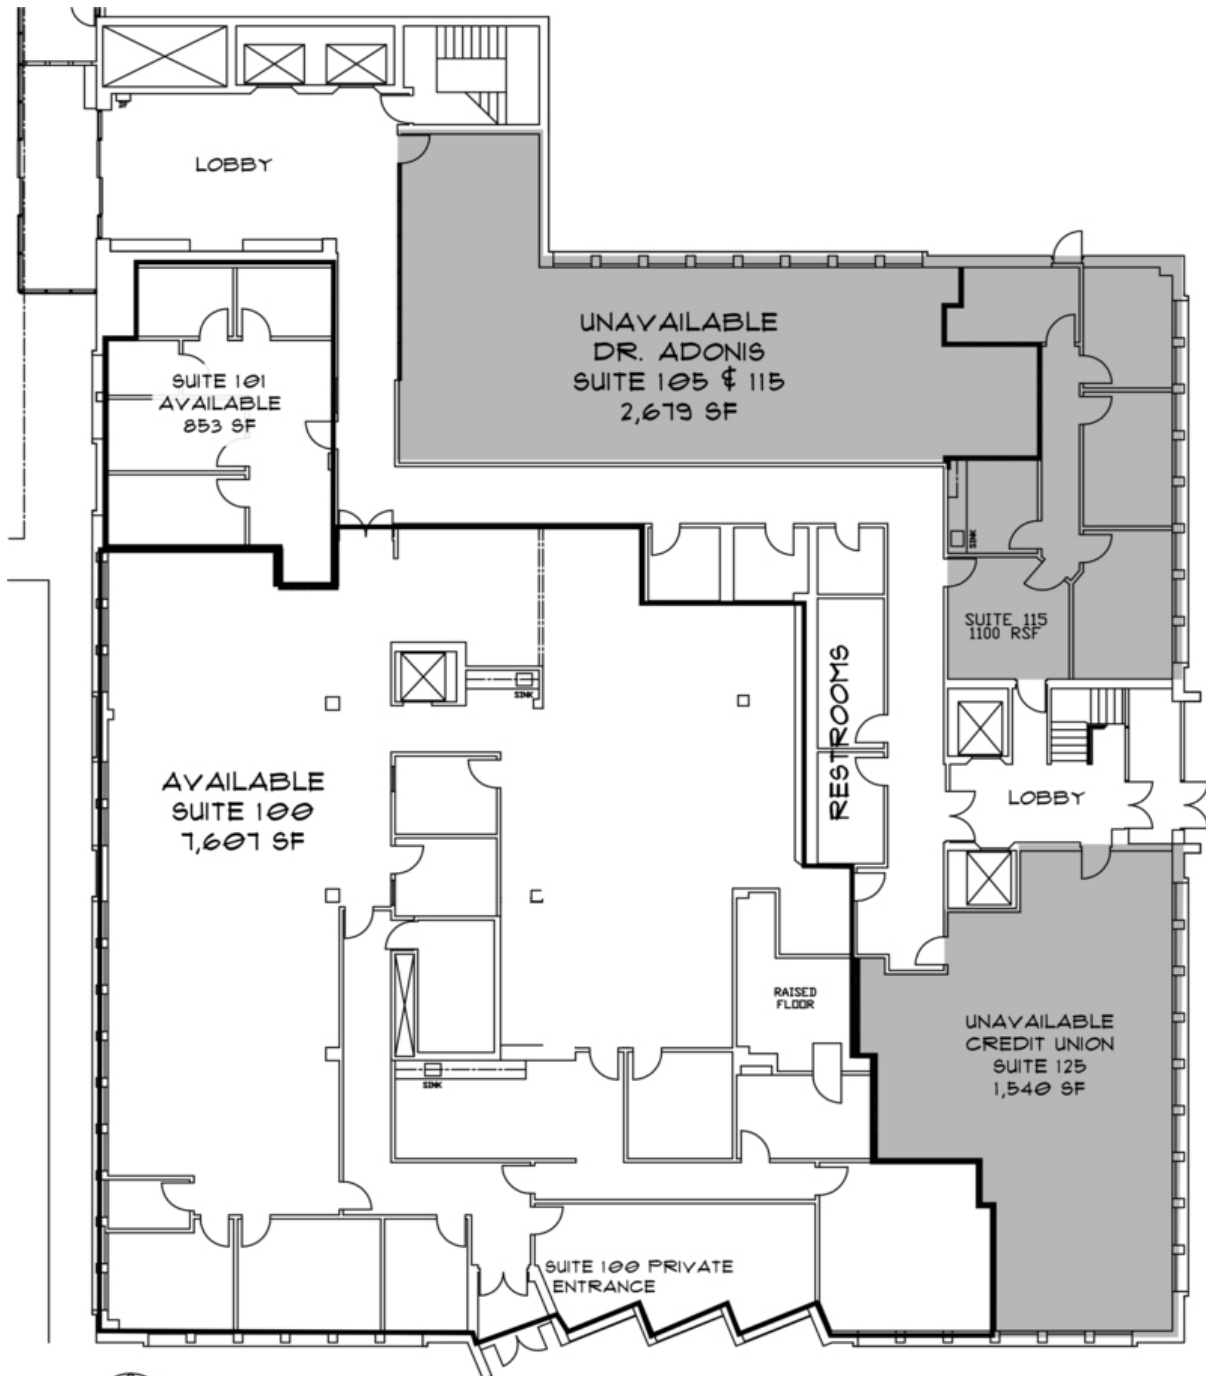 LOBBY
SUITE 101
AVAILABLE
853 SF
UNAVAILABLE
DR. ADONIS
SUITE 105 & 115
2,679 SF
SINK
SUITE 115
1100 RSF
SINK
RESTROOMS
AVAILABLE
SUITE 100
7,607 SF
LOBBY
RAISED
FLOOR
UNAVAILABLE
CREDIT UNION
SUITE 125
1,540 SF
SINK
SUITE 100 PRIVATE
ENTRANCE